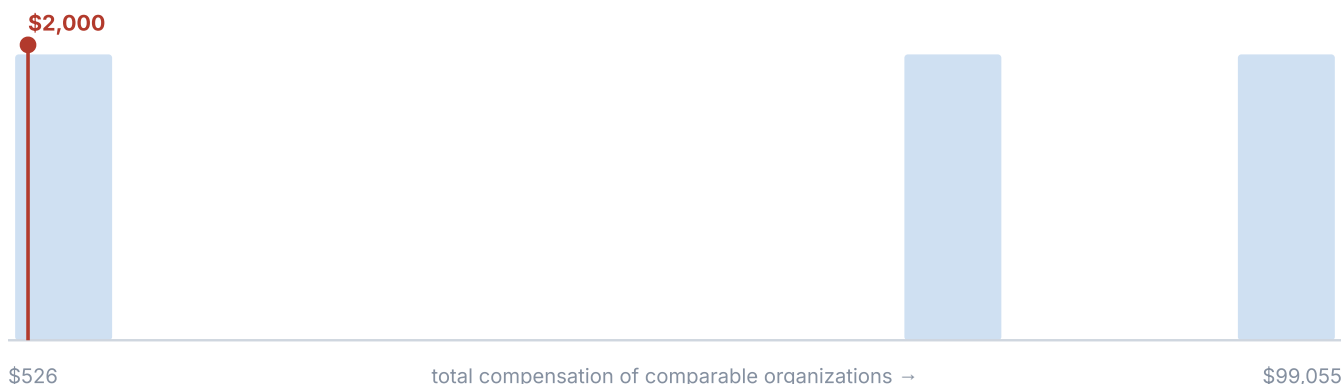 $2,000
$526 total compensation of comparable organizations → $99,055